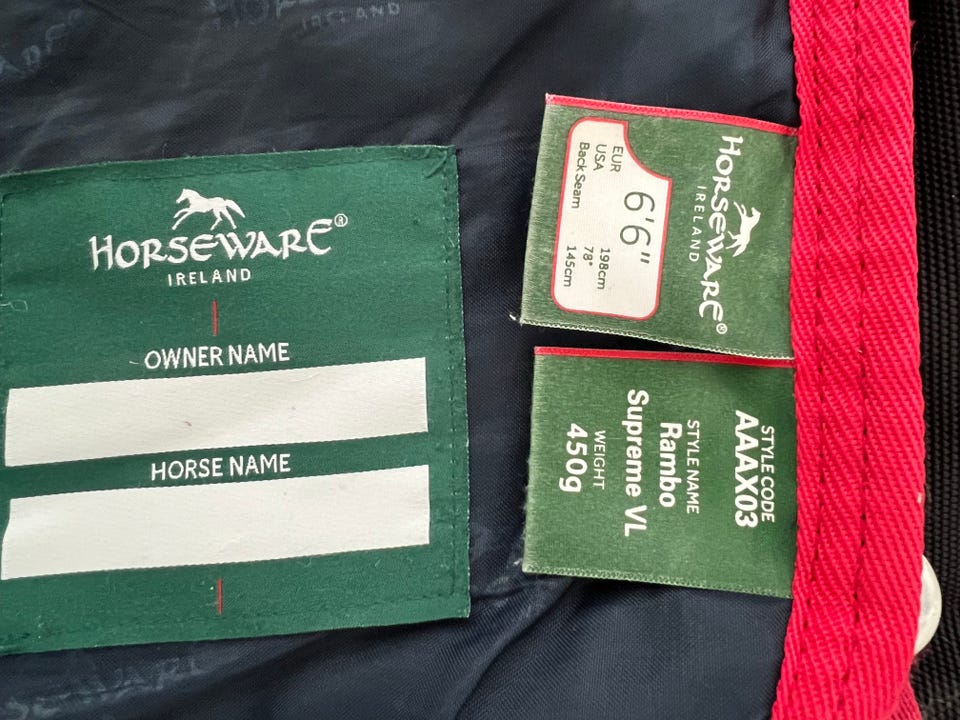 IRELAND
HORSEWARE®
IRELAND
OWNER NAME
HORSE NAME
HORSEWARE®
IRELAND
6'6"
EUR 198cm
USA 78"
Back Seam 145cm
STYLE CODE
AAAX03
STYLE NAME
Rambo
Supreme VL
WEIGHT
450g